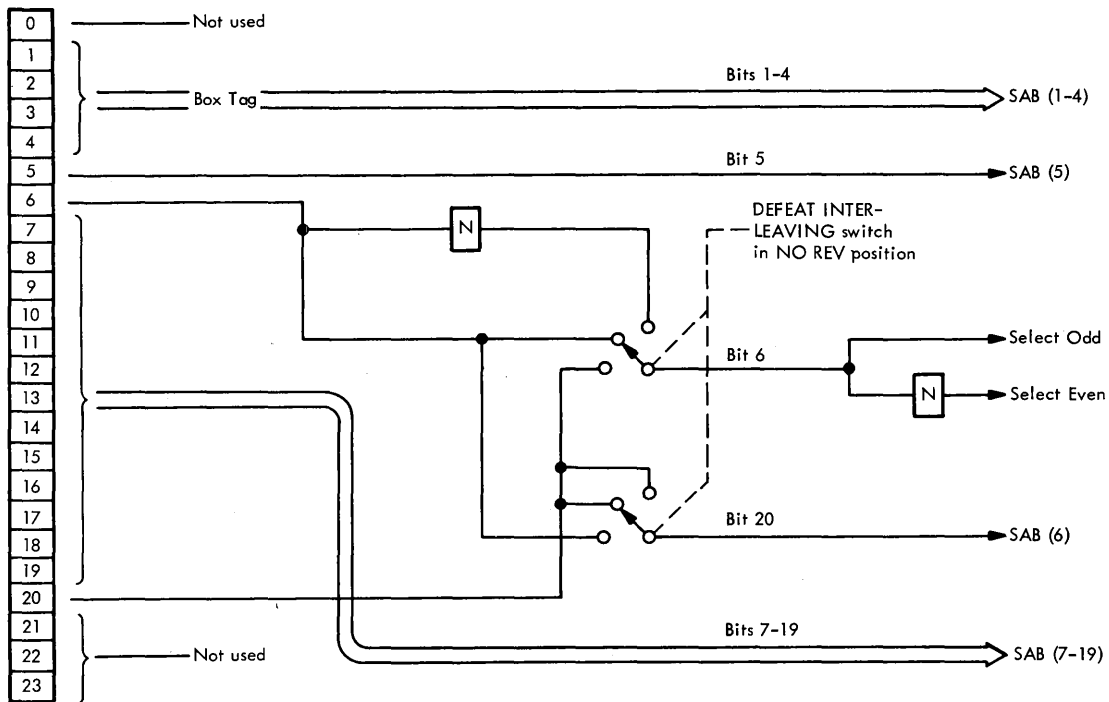 0
Not used
1
2
Bits 1-4
Box Tag
SAB (1-4)
3
4
5
Bit 5
SAB (5)
6
7
N
DEFEAT INTER-
LEAVING switch
in NO REV position
8
9
10
11
Select Odd
12
Bit 6
13
N
Select Even
14
15
16
17
Bit 20
18
SAB (6)
19
20
21
Bits 7-19
22
Not used
SAB (7-19)
23